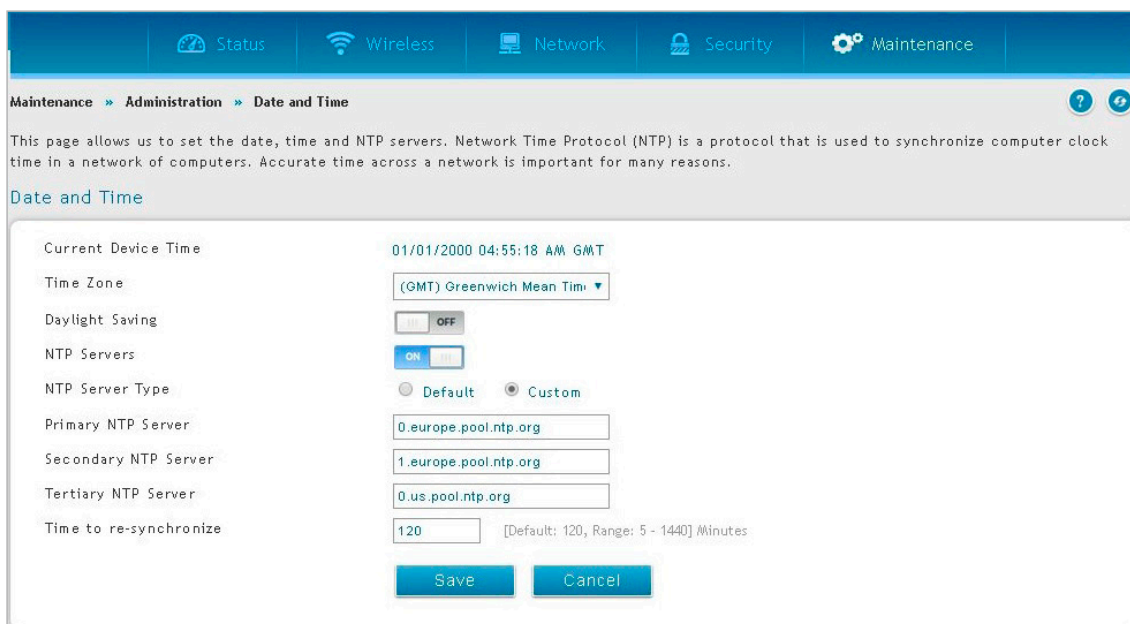 Status Wireless Network Security Maintenance
Maintenance » Administration » Date and Time ?
This page allows us to set the date, time and NTP servers. Network Time Protocol (NTP) is a protocol that is used to synchronize computer clock
time in a network of computers. Accurate time across a network is important for many reasons.
Date and Time
Current Device Time 01/01/2000 04:55:18 AM GMT
Time Zone (GMT) Greenwich Mean Tim
Daylight Saving OFF
NTP Servers ON
NTP Server Type Default Custom
Primary NTP Server 0.europe.pool.ntp.org
Secondary NTP Server 1.europe.pool.ntp.org
Tertiary NTP Server 0.us.pool.ntp.org
Time to re-synchronize 120 [Default: 120, Range: 5 - 1440] Minutes
Save Cancel